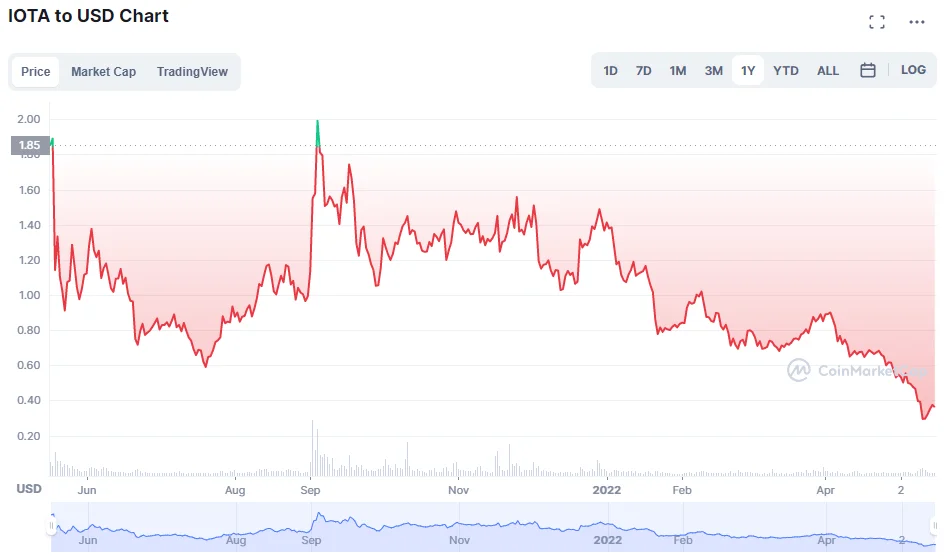 IOTA to USD Chart
Price Market Cap TradingView
1D 7D 1M 3M 1Y YTD ALL LOG
2.00
1.85
1.80
1.60
1.40
1.20
1.00
0.80
0.60
0.40
0.20
CoinMarket
USD
Jun Aug Sep Nov 2022 Feb Apr 2
Jun Aug Sep Nov 2022 Feb Apr 2